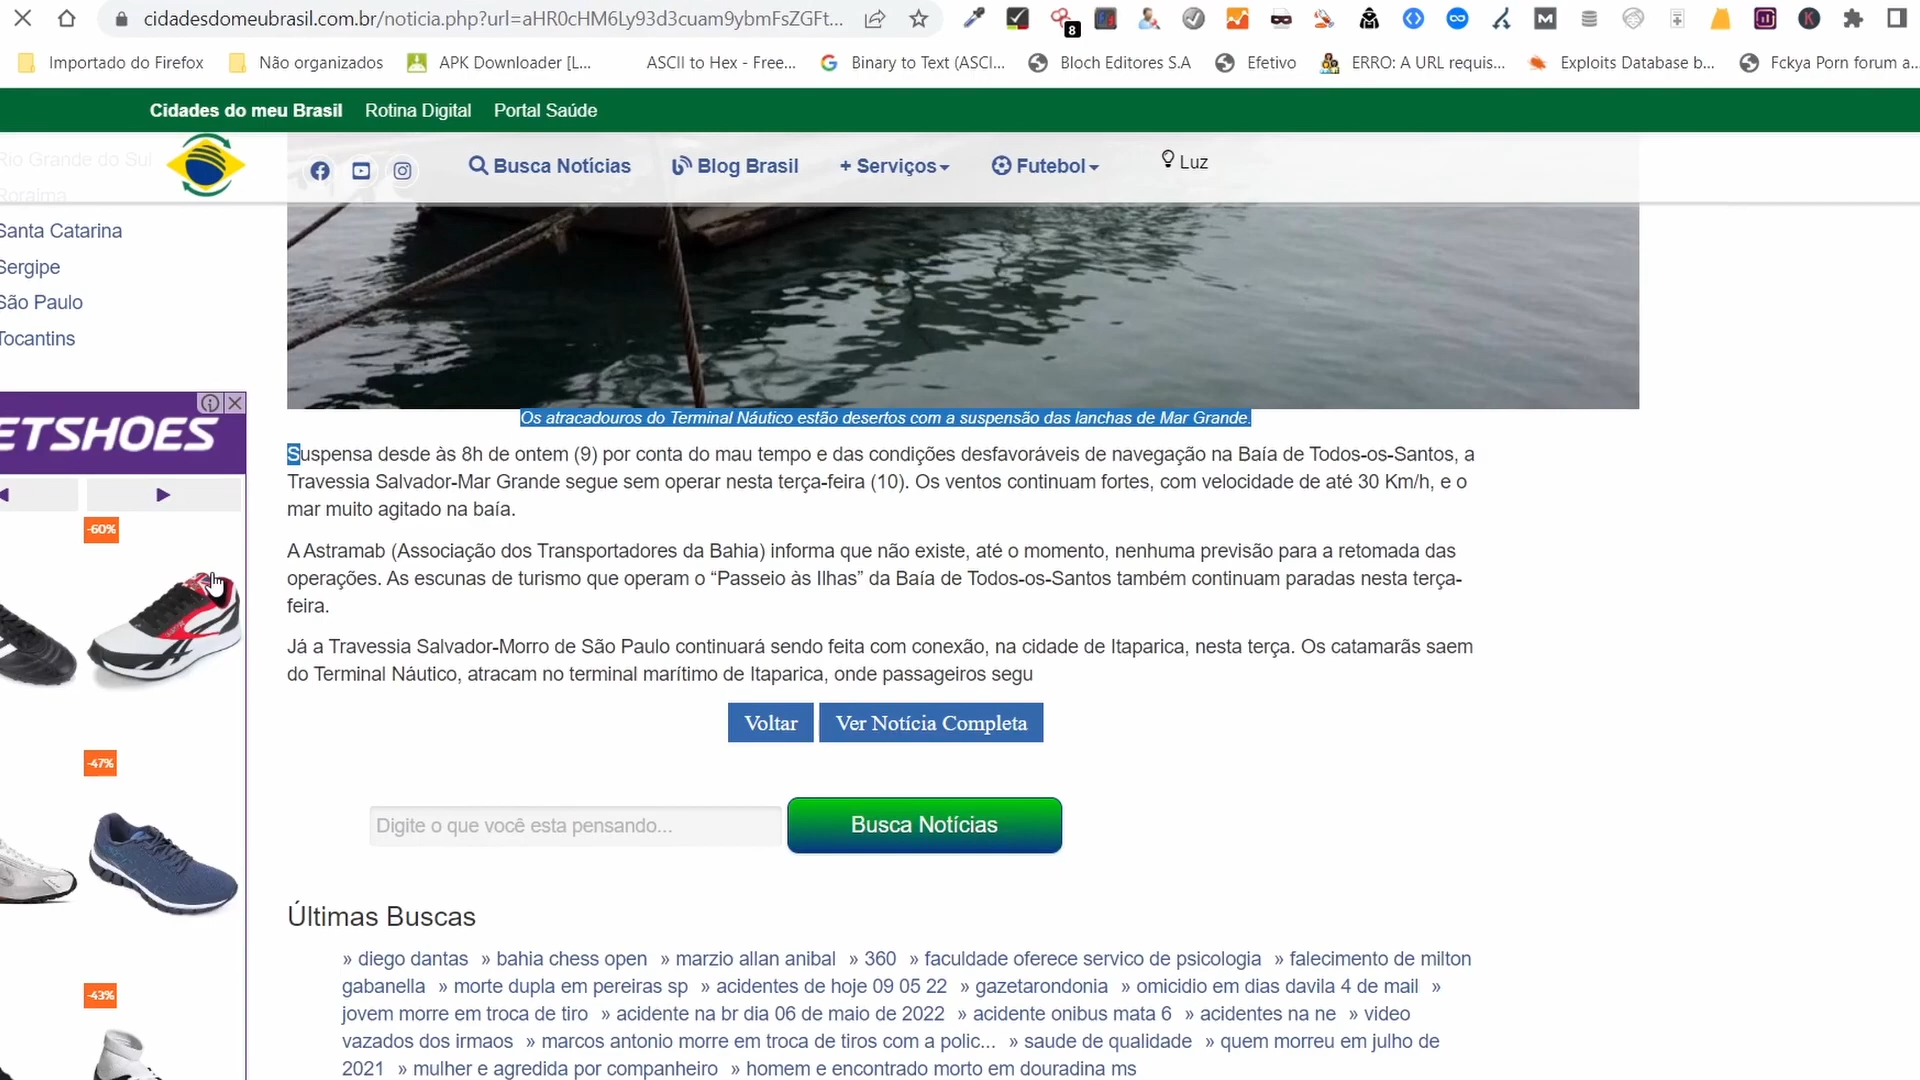 cidadesdomeubrasil.com.br/noticia.php?url=aHR0cHM6Ly93d3cuam9ybmFsZGFt...
8
Importado do Firefox
Não organizados
APK Downloader [L...
ASCII to Hex - Free...
Binary to Text (ASCI...
Bloch Editores S.A
Efetivo
ERRO: A URL requis...
Exploits Database b...
Fckya Porn forum a...
Cidades do meu Brasil Rotina Digital Portal Saúde
Rio Grande do Sul
Roraima
Busca Notícias
Blog Brasil
+ Serviços
Futebol
Luz
Santa Catarina
Sergipe
São Paulo
Tocantins
ETSHOES
-60%
-47%
-43%
Os atracadouros do Terminal Náutico estão desertos com a suspensão das lanchas de Mar Grande.
Suspensa desde às 8h de ontem (9) por conta do mau tempo e das condições desfavoráveis de navegação na Baía de Todos-os-Santos, a
Travessia Salvador-Mar Grande segue sem operar nesta terça-feira (10). Os ventos continuam fortes, com velocidade de até 30 Km/h, e o
mar muito agitado na baía.
A Astramab (Associação dos Transportadores da Bahia) informa que não existe, até o momento, nenhuma previsão para a retomada das
operações. As escunas de turismo que operam o “Passeio às Ilhas” da Baía de Todos-os-Santos também continuam paradas nesta terça-
feira.
Já a Travessia Salvador-Morro de São Paulo continuará sendo feita com conexão, na cidade de Itaparica, nesta terça. Os catamarãs saem
do Terminal Náutico, atracam no terminal marítimo de Itaparica, onde passageiros segu
Voltar
Ver Notícia Completa
Digite o que você esta pensando...
Busca Notícias
Últimas Buscas
» diego dantas » bahia chess open » marzio allan anibal » 360 » faculdade oferece servico de psicologia » falecimento de milton
gabanella » morte dupla em pereiras sp » acidentes de hoje 09 05 22 » gazetarondonia » omicidio em dias davila 4 de mail »
jovem morre em troca de tiro » acidente na br dia 06 de maio de 2022 » acidente onibus mata 6 » acidentes na ne » video
vazados dos irmaos » marcos antonio morre em troca de tiros com a polic... » saude de qualidade » quem morreu em julho de
2021 » mulher e agredida por companheiro » homem e encontrado morto em douradina ms